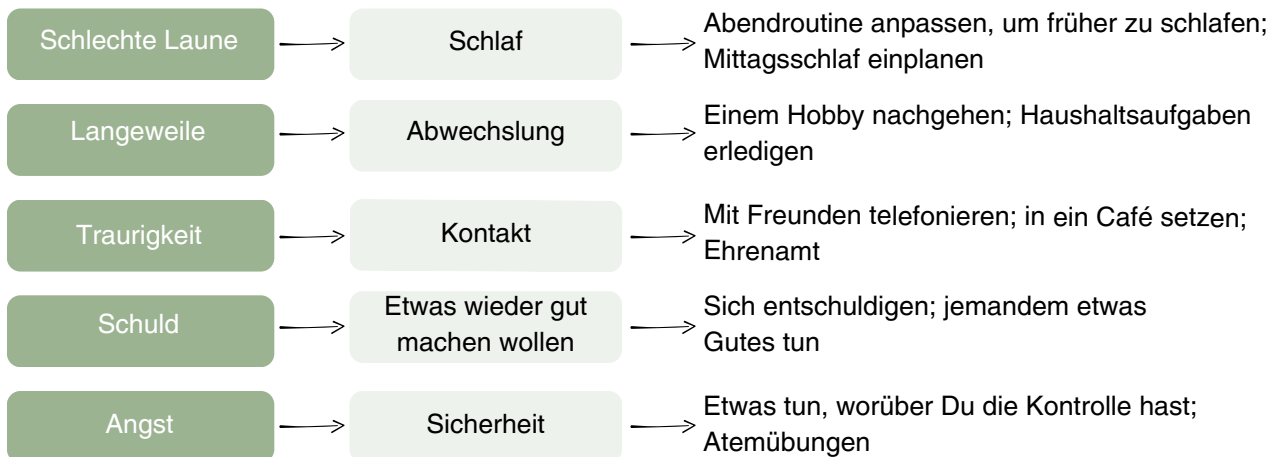 Schlechte Laune
Schlaf
Abendroutine anpassen, um früher zu schlafen;
Mittagsschlaf einplanen
Langeweile
Abwechslung
Einem Hobby nachgehen; Haushaltsaufgaben
erledigen
Traurigkeit
Kontakt
Mit Freunden telefonieren; in ein Café setzen;
Ehrenamt
Schuld
Etwas wieder gut
machen wollen
Sich entschuldigen; jemandem etwas
Gutes tun
Angst
Sicherheit
Etwas tun, worüber Du die Kontrolle hast;
Atemübungen